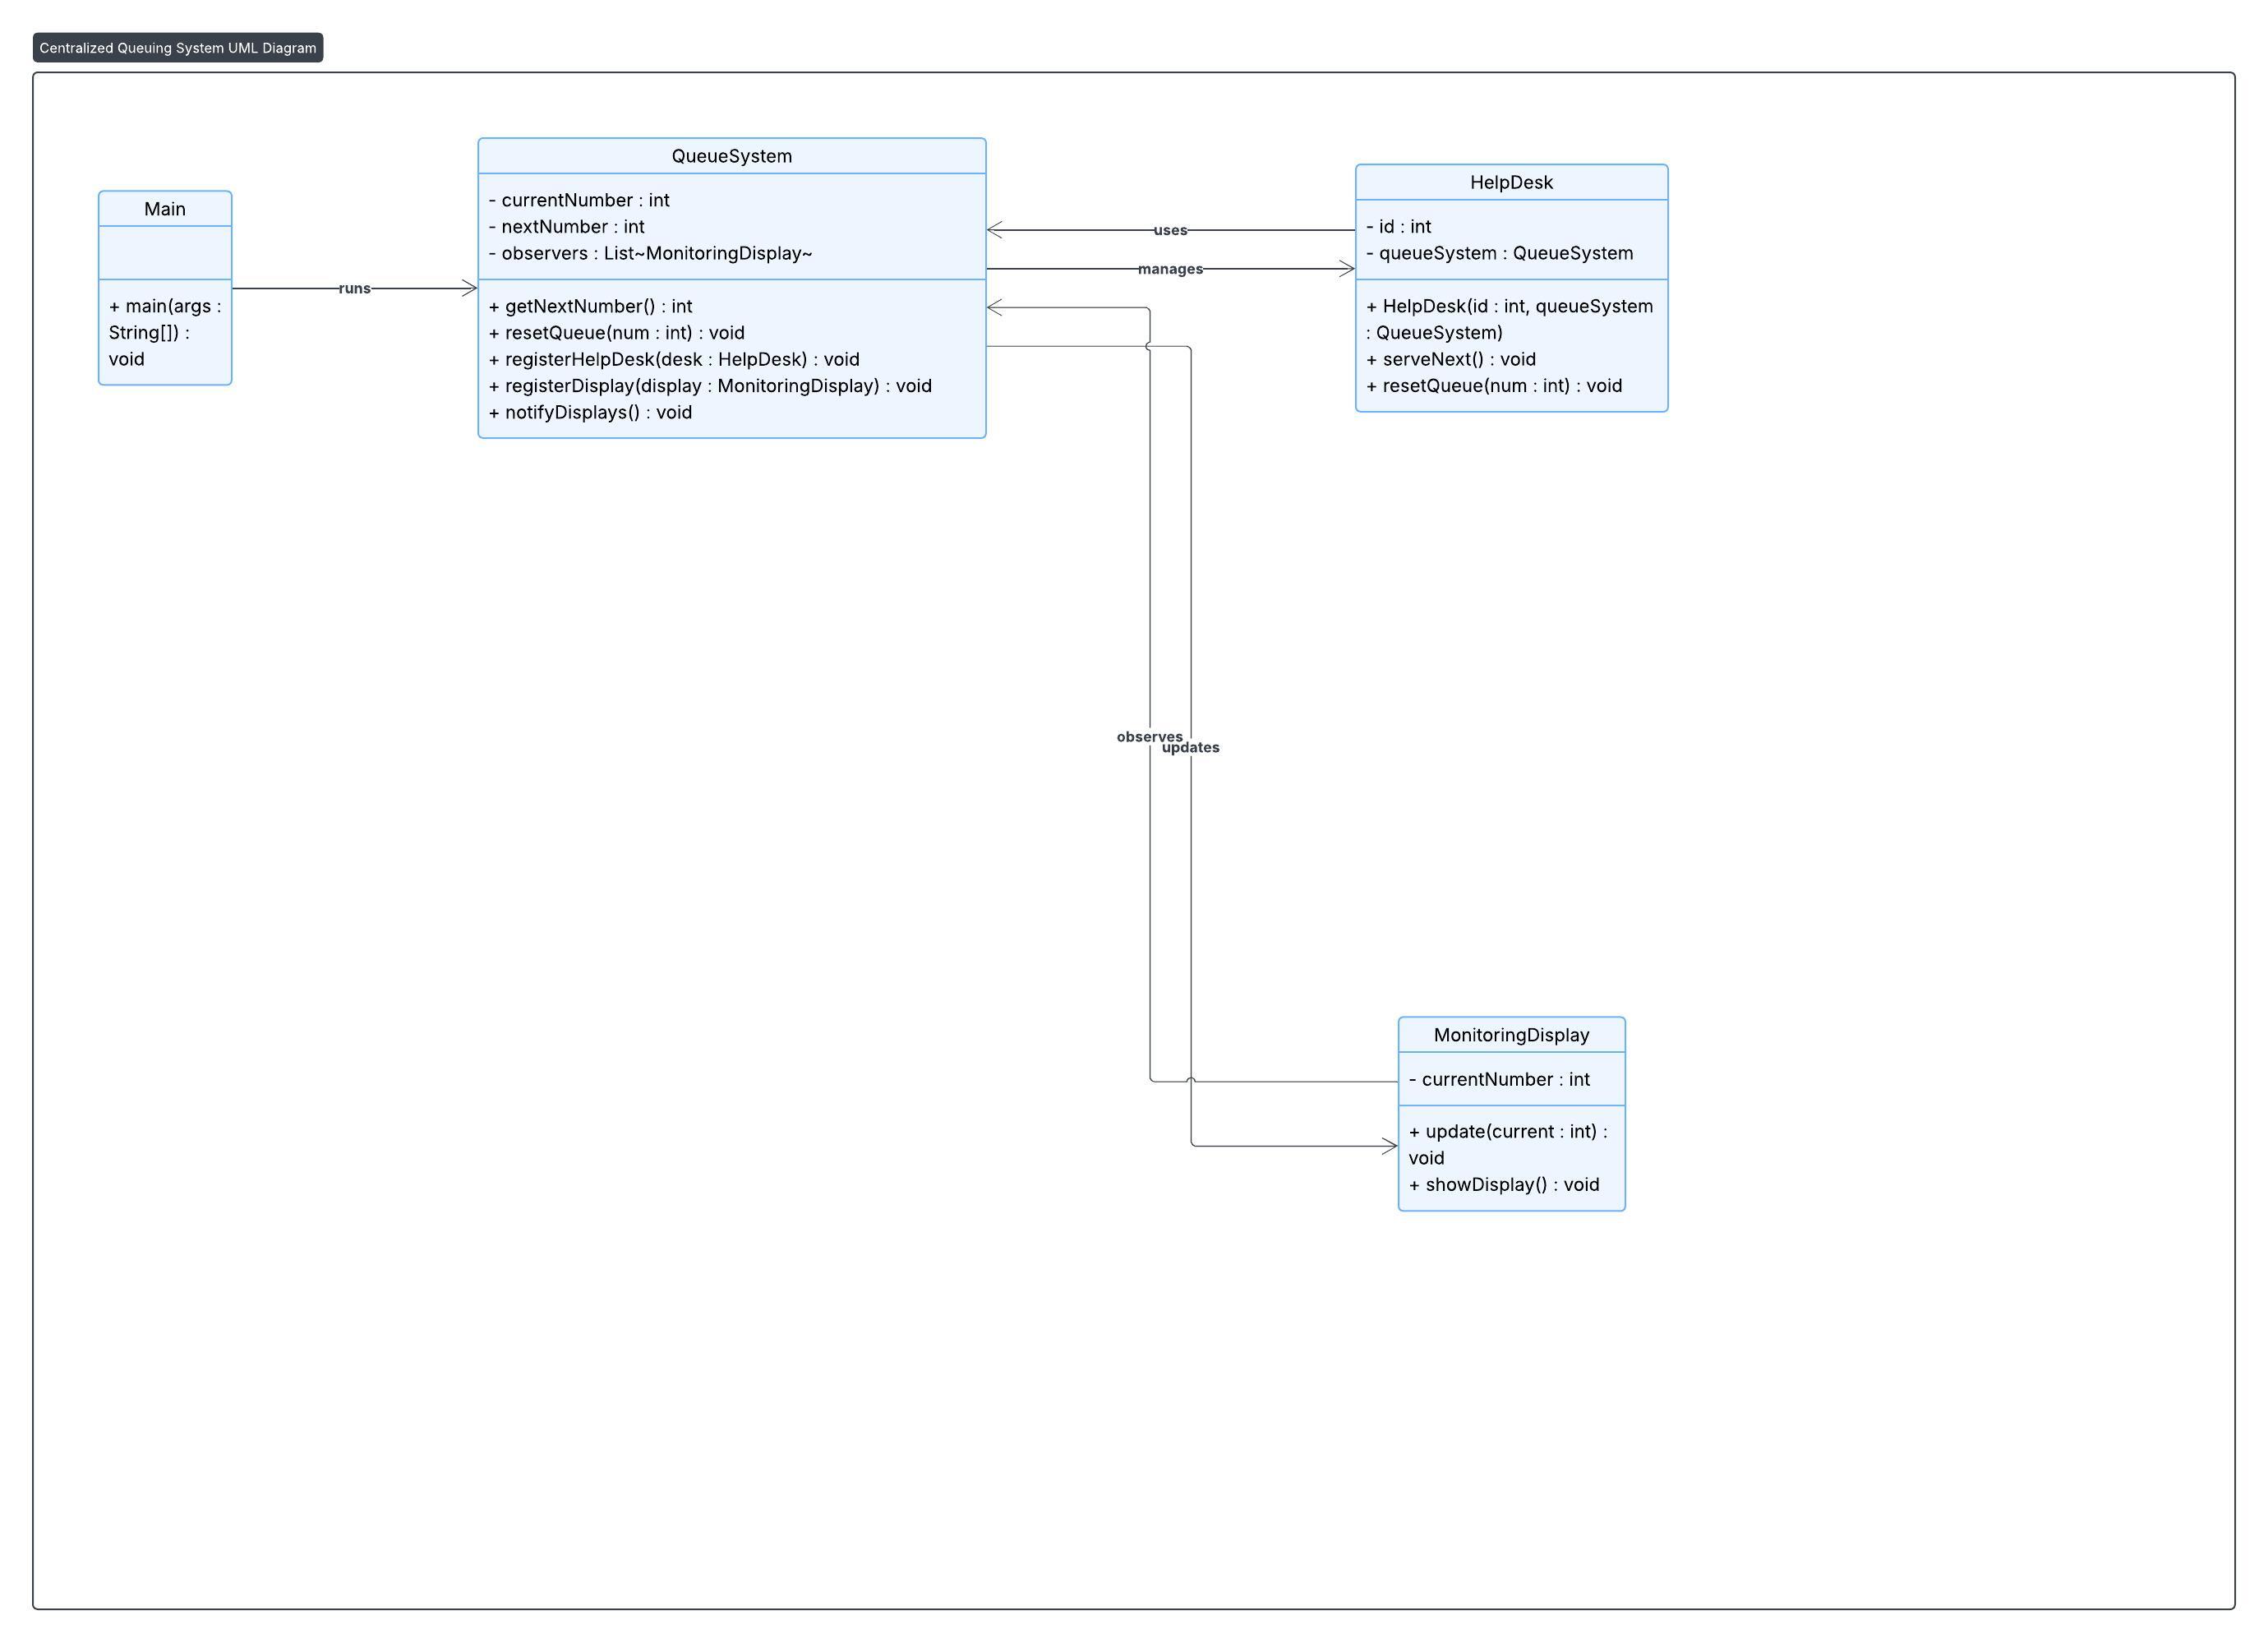 Centralized Queuing System UML Diagram
Main
+ main(args :
String[]) :
void
runs
QueueSystem
- currentNumber : int
- nextNumber : int
- observers : List~MonitoringDisplay~
+ getNextNumber() : int
+ resetQueue(num : int) : void
+ registerHelpDesk(desk : HelpDesk) : void
+ registerDisplay(display : MonitoringDisplay) : void
+ notifyDisplays() : void
uses
manages
HelpDesk
- id : int
- queueSystem : QueueSystem
+ HelpDesk(id : int, queueSystem
: QueueSystem)
+ serveNext() : void
+ resetQueue(num : int) : void
observes
updates
MonitoringDisplay
- currentNumber : int
+ update(current : int) :
void
+ showDisplay() : void